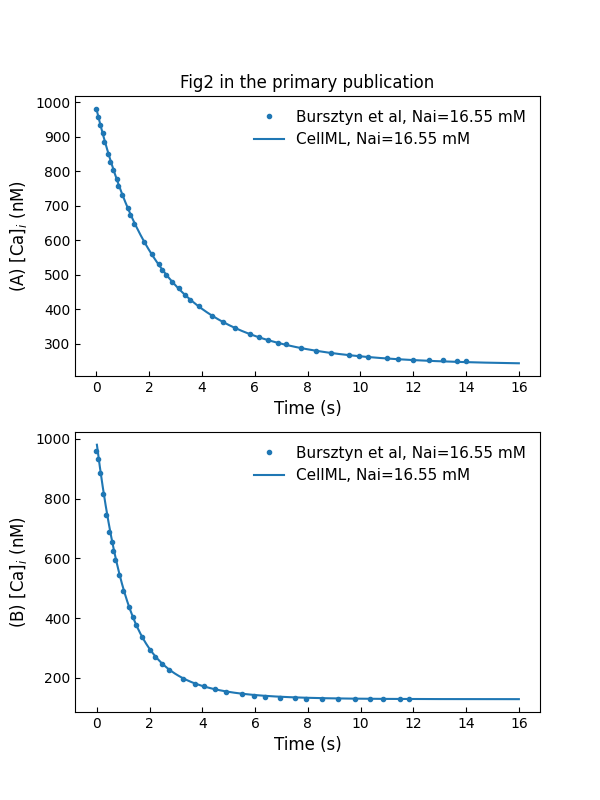 Fig2 in the primary publication
1000
900
800
700
600
500
400
300
(A) [Ca]i (nM)
Bursztyn et al, Nai=16.55 mM
CellML, Nai=16.55 mM
0 2 4 6 8 10 12 14 16
Time (s)
1000
800
600
400
200
(B) [Ca]i (nM)
Bursztyn et al, Nai=16.55 mM
CellML, Nai=16.55 mM
0 2 4 6 8 10 12 14 16
Time (s)